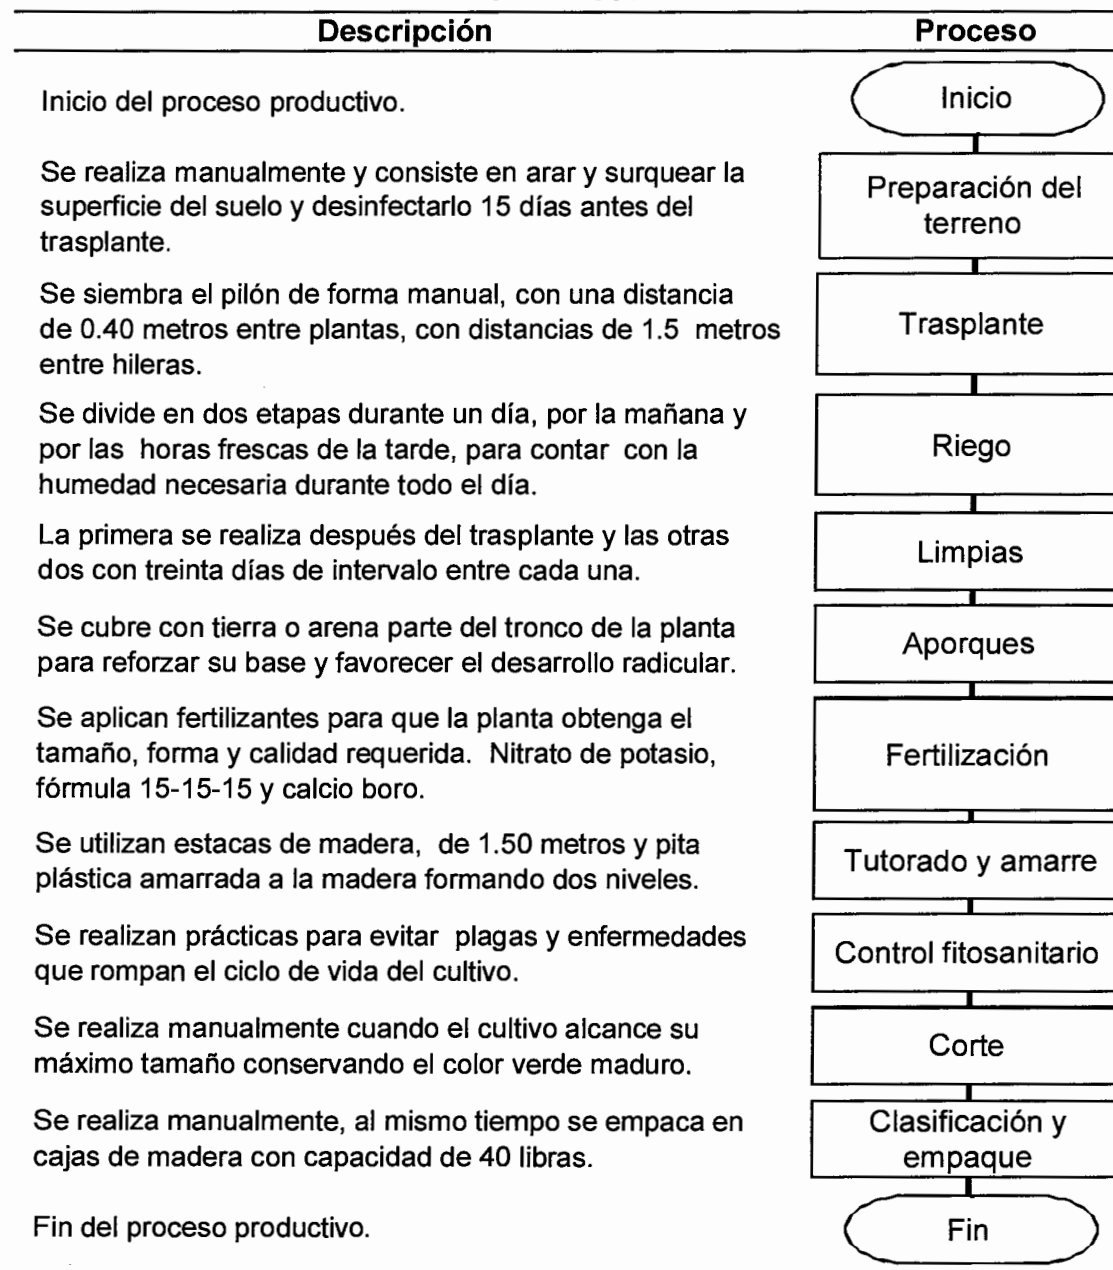 Descripción Proceso
Inicio del proceso productivo. Inicio
Se realiza manualmente y consiste en arar y surquear la
superficie del suelo y desinfectarlo 15 días antes del
trasplante.
Preparación del
terreno
Se siembra el pilón de forma manual, con una distancia
de 0.40 metros entre plantas, con distancias de 1.5 metros
entre hileras.
Trasplante
Se divide en dos etapas durante un día, por la mañana y
por las horas frescas de la tarde, para contar con la
humedad necesaria durante todo el día.
Riego
La primera se realiza después del trasplante y las otras
dos con treinta días de intervalo entre cada una.
Limpias
Se cubre con tierra o arena parte del tronco de la planta
para reforzar su base y favorecer el desarrollo radicular.
Aporques
Se aplican fertilizantes para que la planta obtenga el
tamaño, forma y calidad requerida. Nitrato de potasio,
fórmula 15-15-15 y calcio boro.
Fertilización
Se utilizan estacas de madera, de 1.50 metros y pita
plástica amarrada a la madera formando dos niveles.
Tutorado y amarre
Se realizan prácticas para evitar plagas y enfermedades
que rompan el ciclo de vida del cultivo.
Control fitosanitario
Se realiza manualmente cuando el cultivo alcance su
máximo tamaño conservando el color verde maduro.
Corte
Se realiza manualmente, al mismo tiempo se empaca en
cajas de madera con capacidad de 40 libras.
Clasificación y
empaque
Fin del proceso productivo. Fin